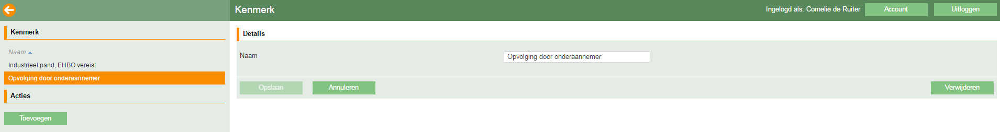 Kenmerk
Ingelogd als: Cornelie de Ruiter
Account
Uitloggen
Kenmerk
Naam
Industrieel pand, EHBO vereist
Opvolging door onderaannemer
Acties
Toevoegen
Details
Naam
Opvolging door onderaannemer
Opslaan
Annuleren
Verwijderen